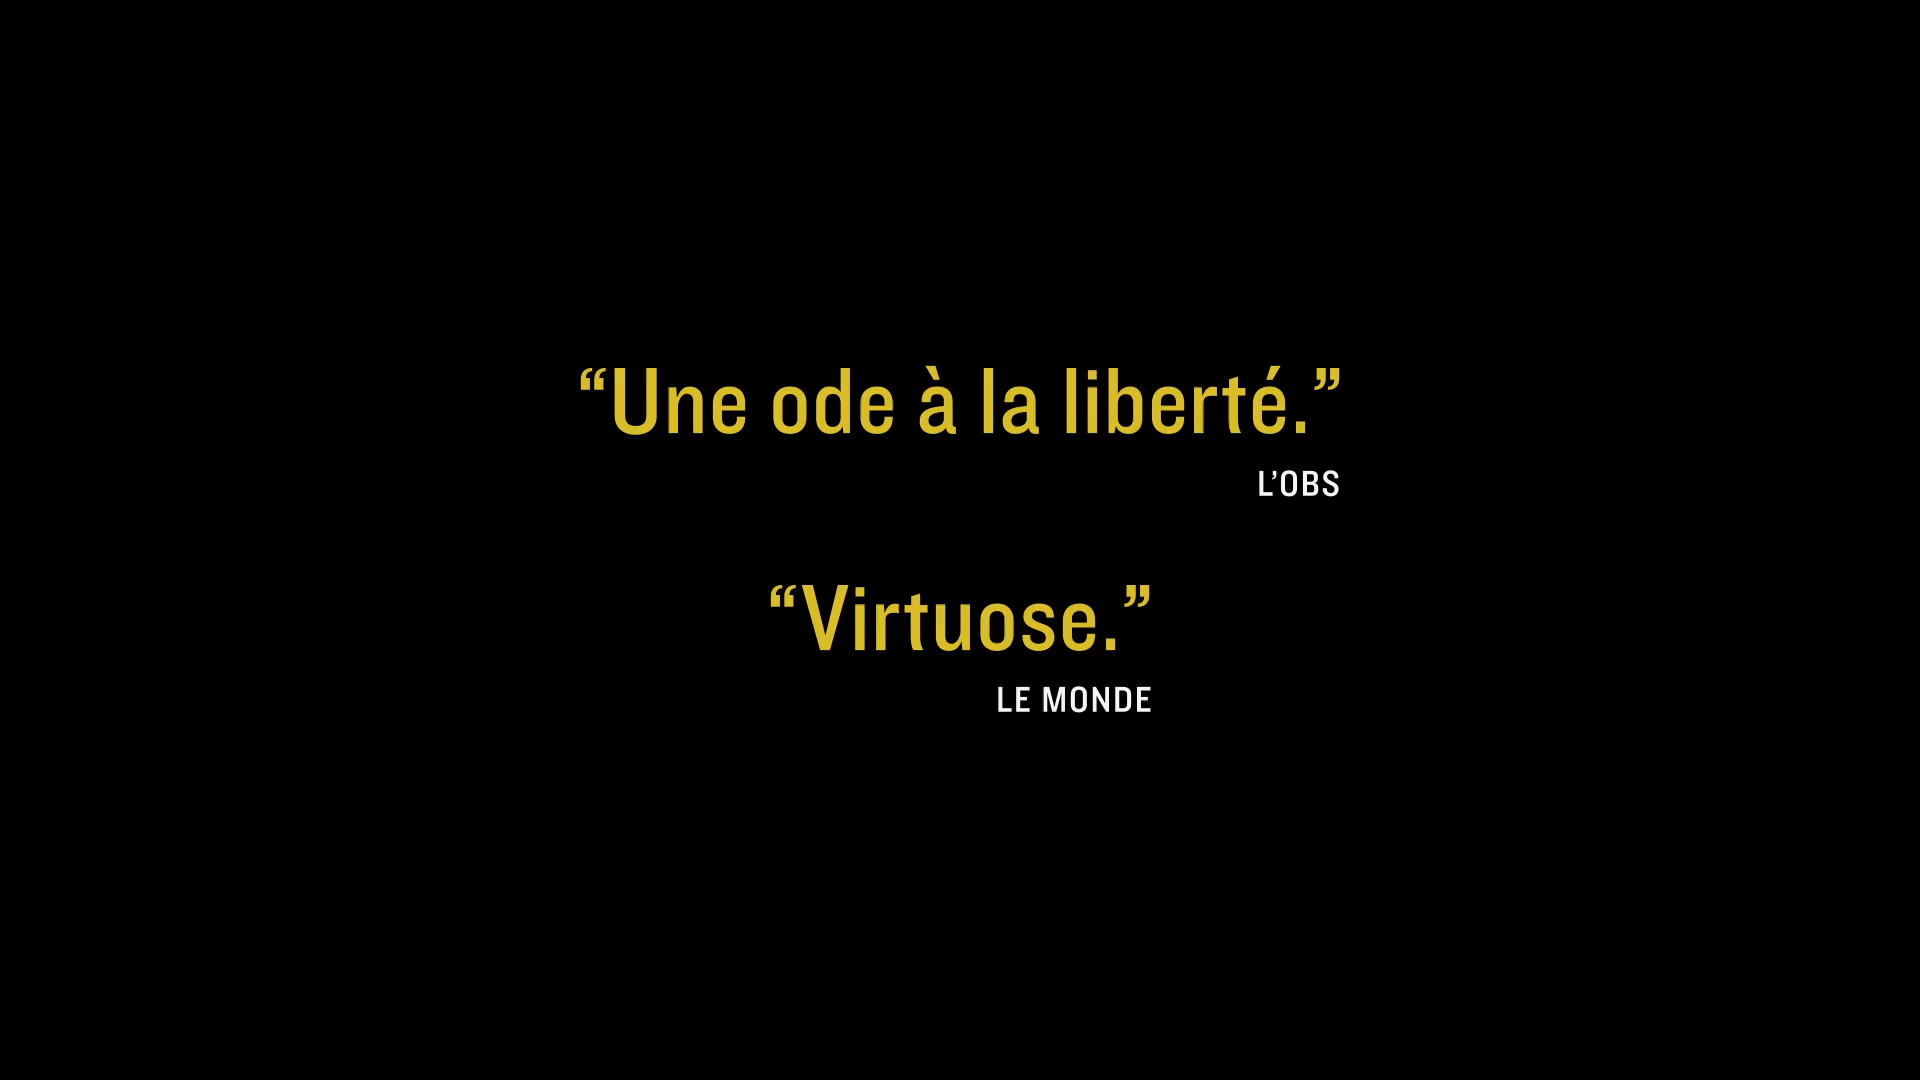 “Une ode à la liberté.”
L’OBS
“Virtuose.”
LE MONDE